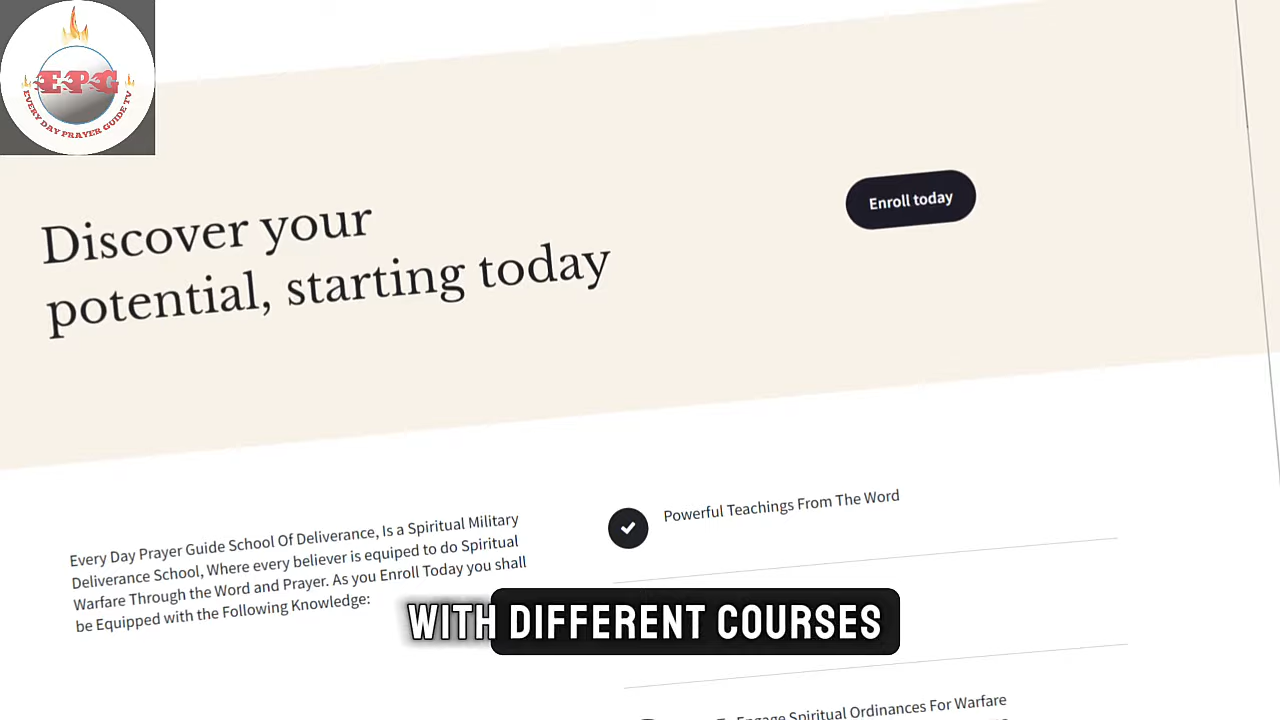 EPG
EVERY DAY PRAYER GUIDE TV
Discover your
potential, starting today
Enroll today
Every Day Prayer Guide School Of Deliverance, Is a Spiritual Military
Deliverance School, Where every believer is equiped to do Spiritual
Warfare Through the Word and Prayer. As you Enroll Today you shall
be Equipped with the Following Knowledge:
Powerful Teachings From The Word
WITH DIFFERENT COURSES
Engage Spiritual Ordinances For Warfare